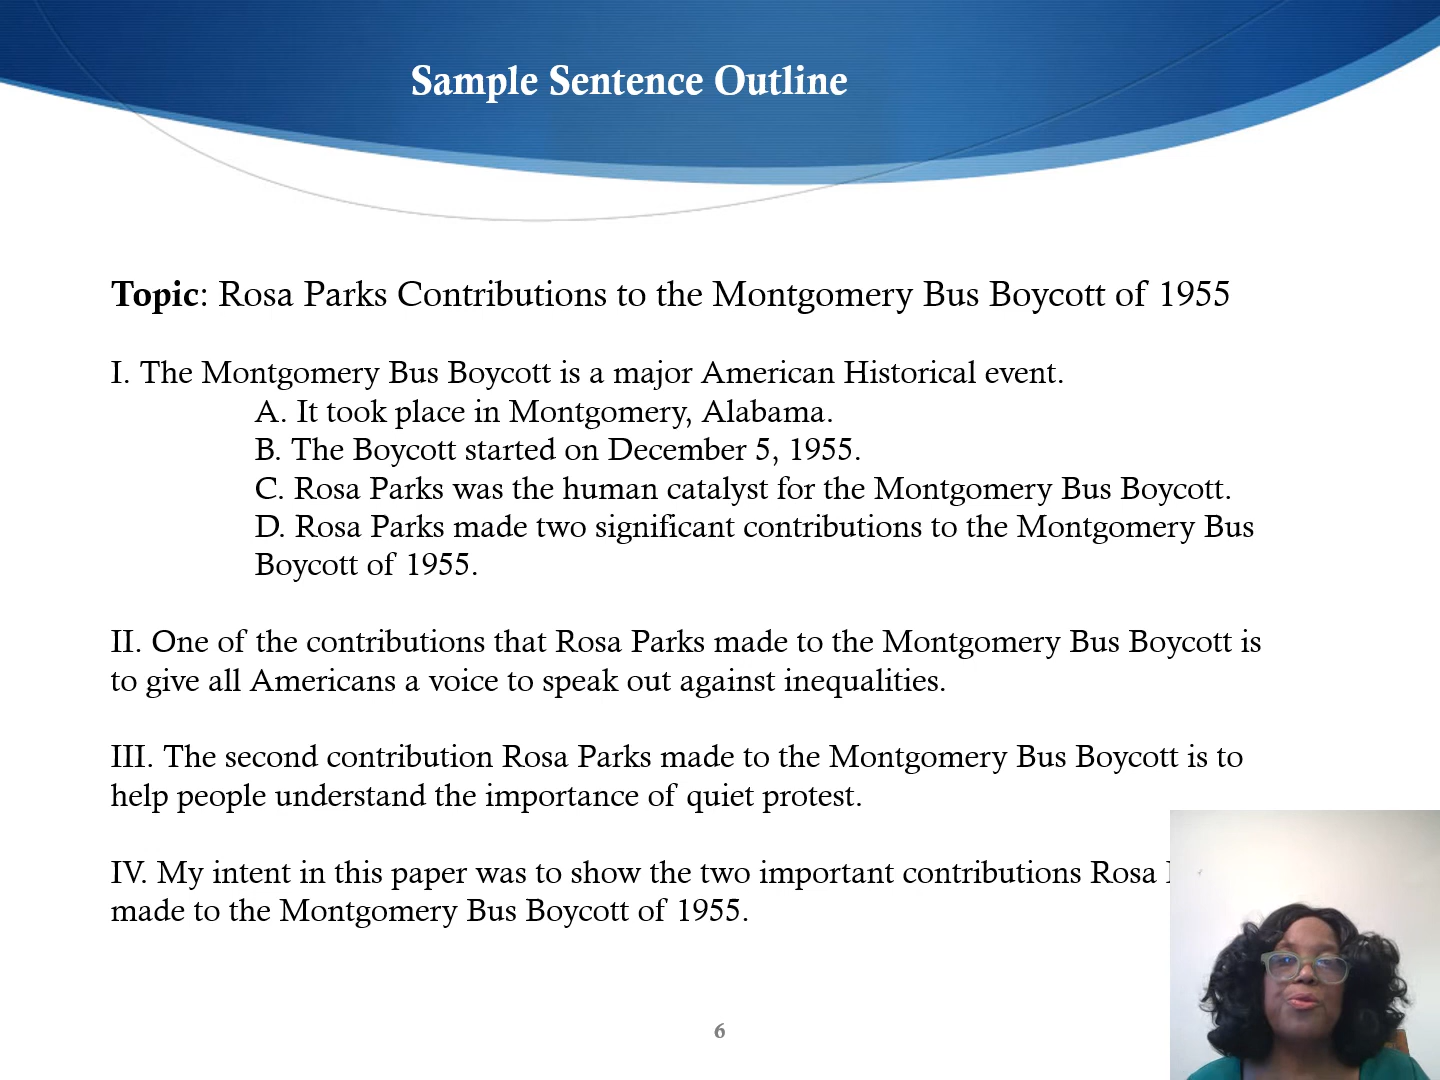 Sample Sentence Outline
Topic: Rosa Parks Contributions to the Montgomery Bus Boycott of 1955
I. The Montgomery Bus Boycott is a major American Historical event.
A. It took place in Montgomery, Alabama.
B. The Boycott started on December 5, 1955.
C. Rosa Parks was the human catalyst for the Montgomery Bus Boycott.
D. Rosa Parks made two significant contributions to the Montgomery Bus
Boycott of 1955.
II. One of the contributions that Rosa Parks made to the Montgomery Bus Boycott is
to give all Americans a voice to speak out against inequalities.
III. The second contribution Rosa Parks made to the Montgomery Bus Boycott is to
help people understand the importance of quiet protest.
IV. My intent in this paper was to show the two important contributions Rosa
made to the Montgomery Bus Boycott of 1955.
6